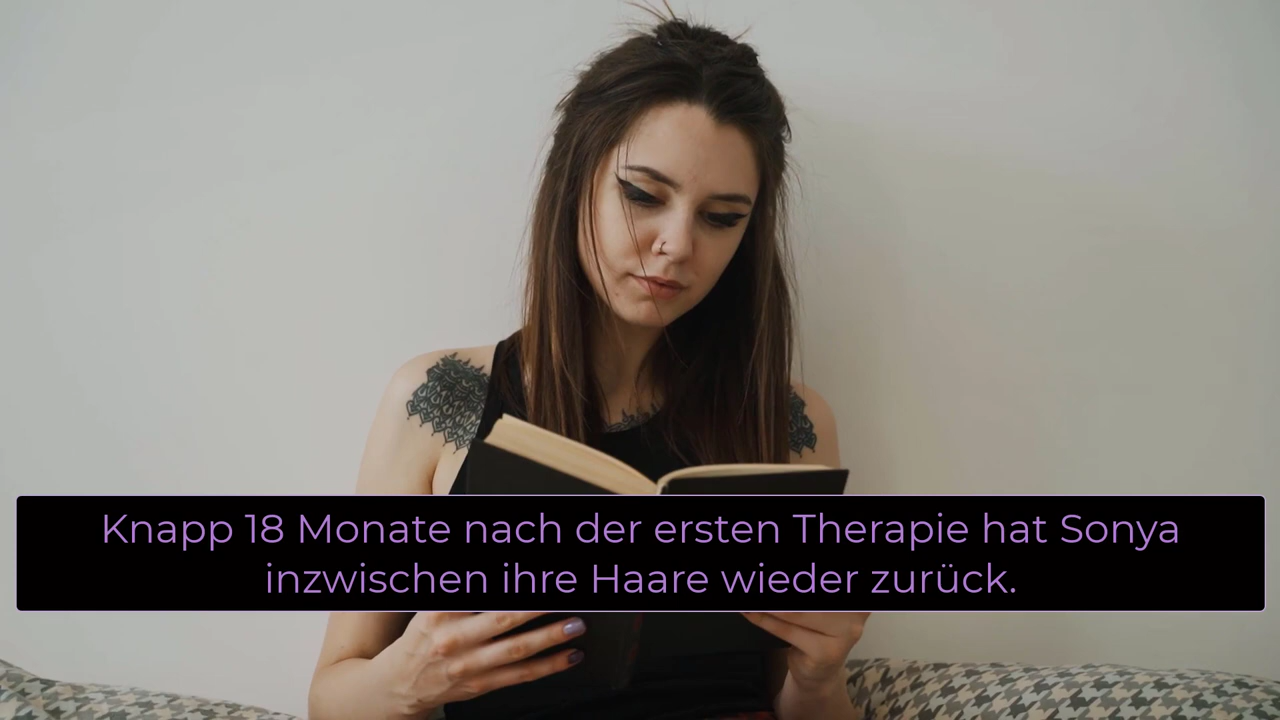 Knapp 18 Monate nach der ersten Therapie hat Sonya
inzwischen ihre Haare wieder zurück.